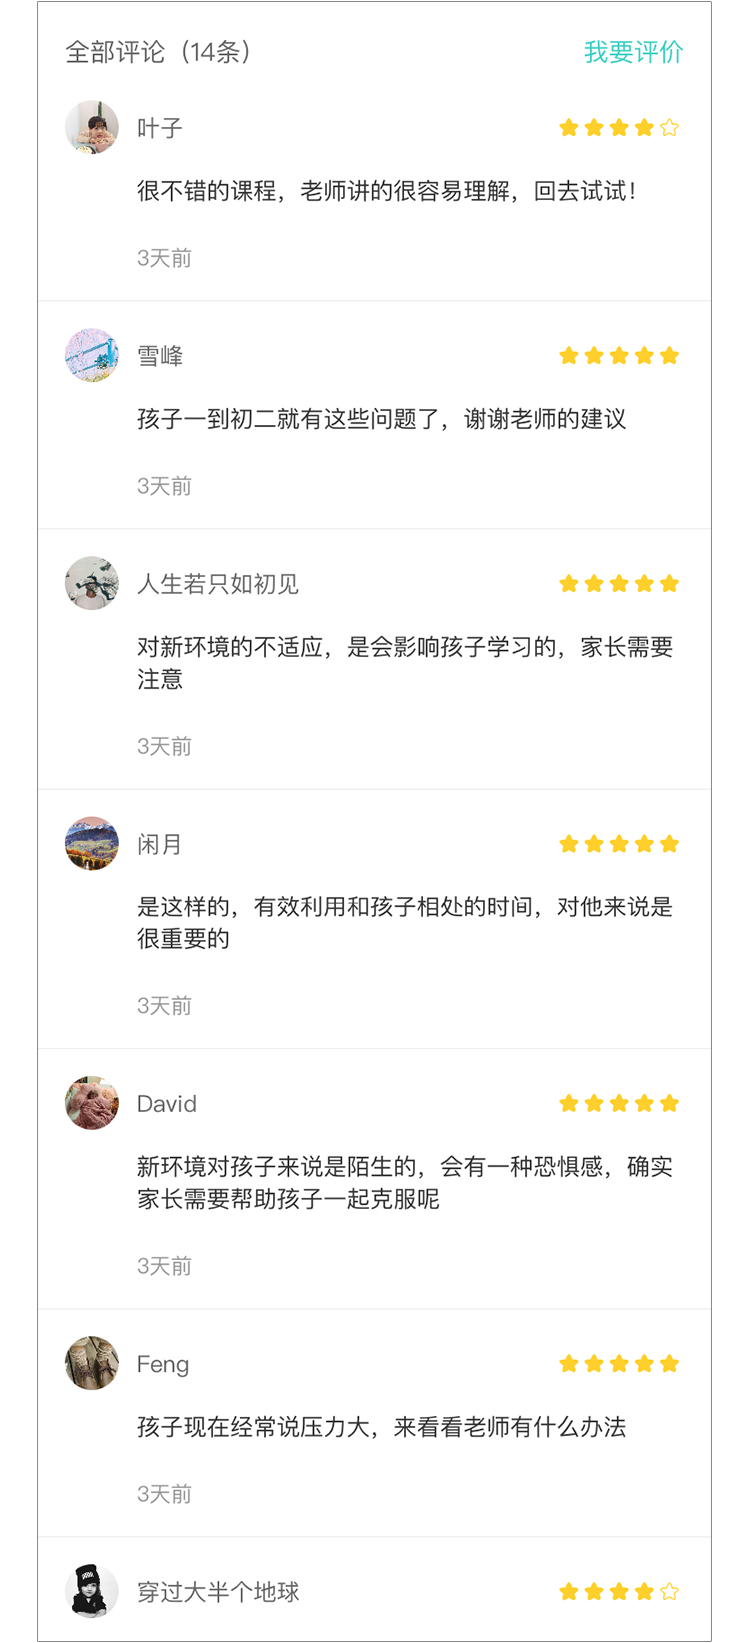 全部评论（14条）
我要评价
叶子
很不错的课程，老师讲的很容易理解，回去试试！
3天前
雪峰
孩子一到初二就有这些问题了，谢谢老师的建议
3天前
人生若只如初见
对新环境的不适应，是会影响孩子学习的，家长需要
注意
3天前
闲月
是这样的，有效利用和孩子相处的时间，对他来说是
很重要的
3天前
David
新环境对孩子来说是陌生的，会有一种恐惧感，确实
家长需要帮助孩子一起克服呢
3天前
Feng
孩子现在经常说压力大，来看看老师有什么办法
3天前
穿过大半个地球